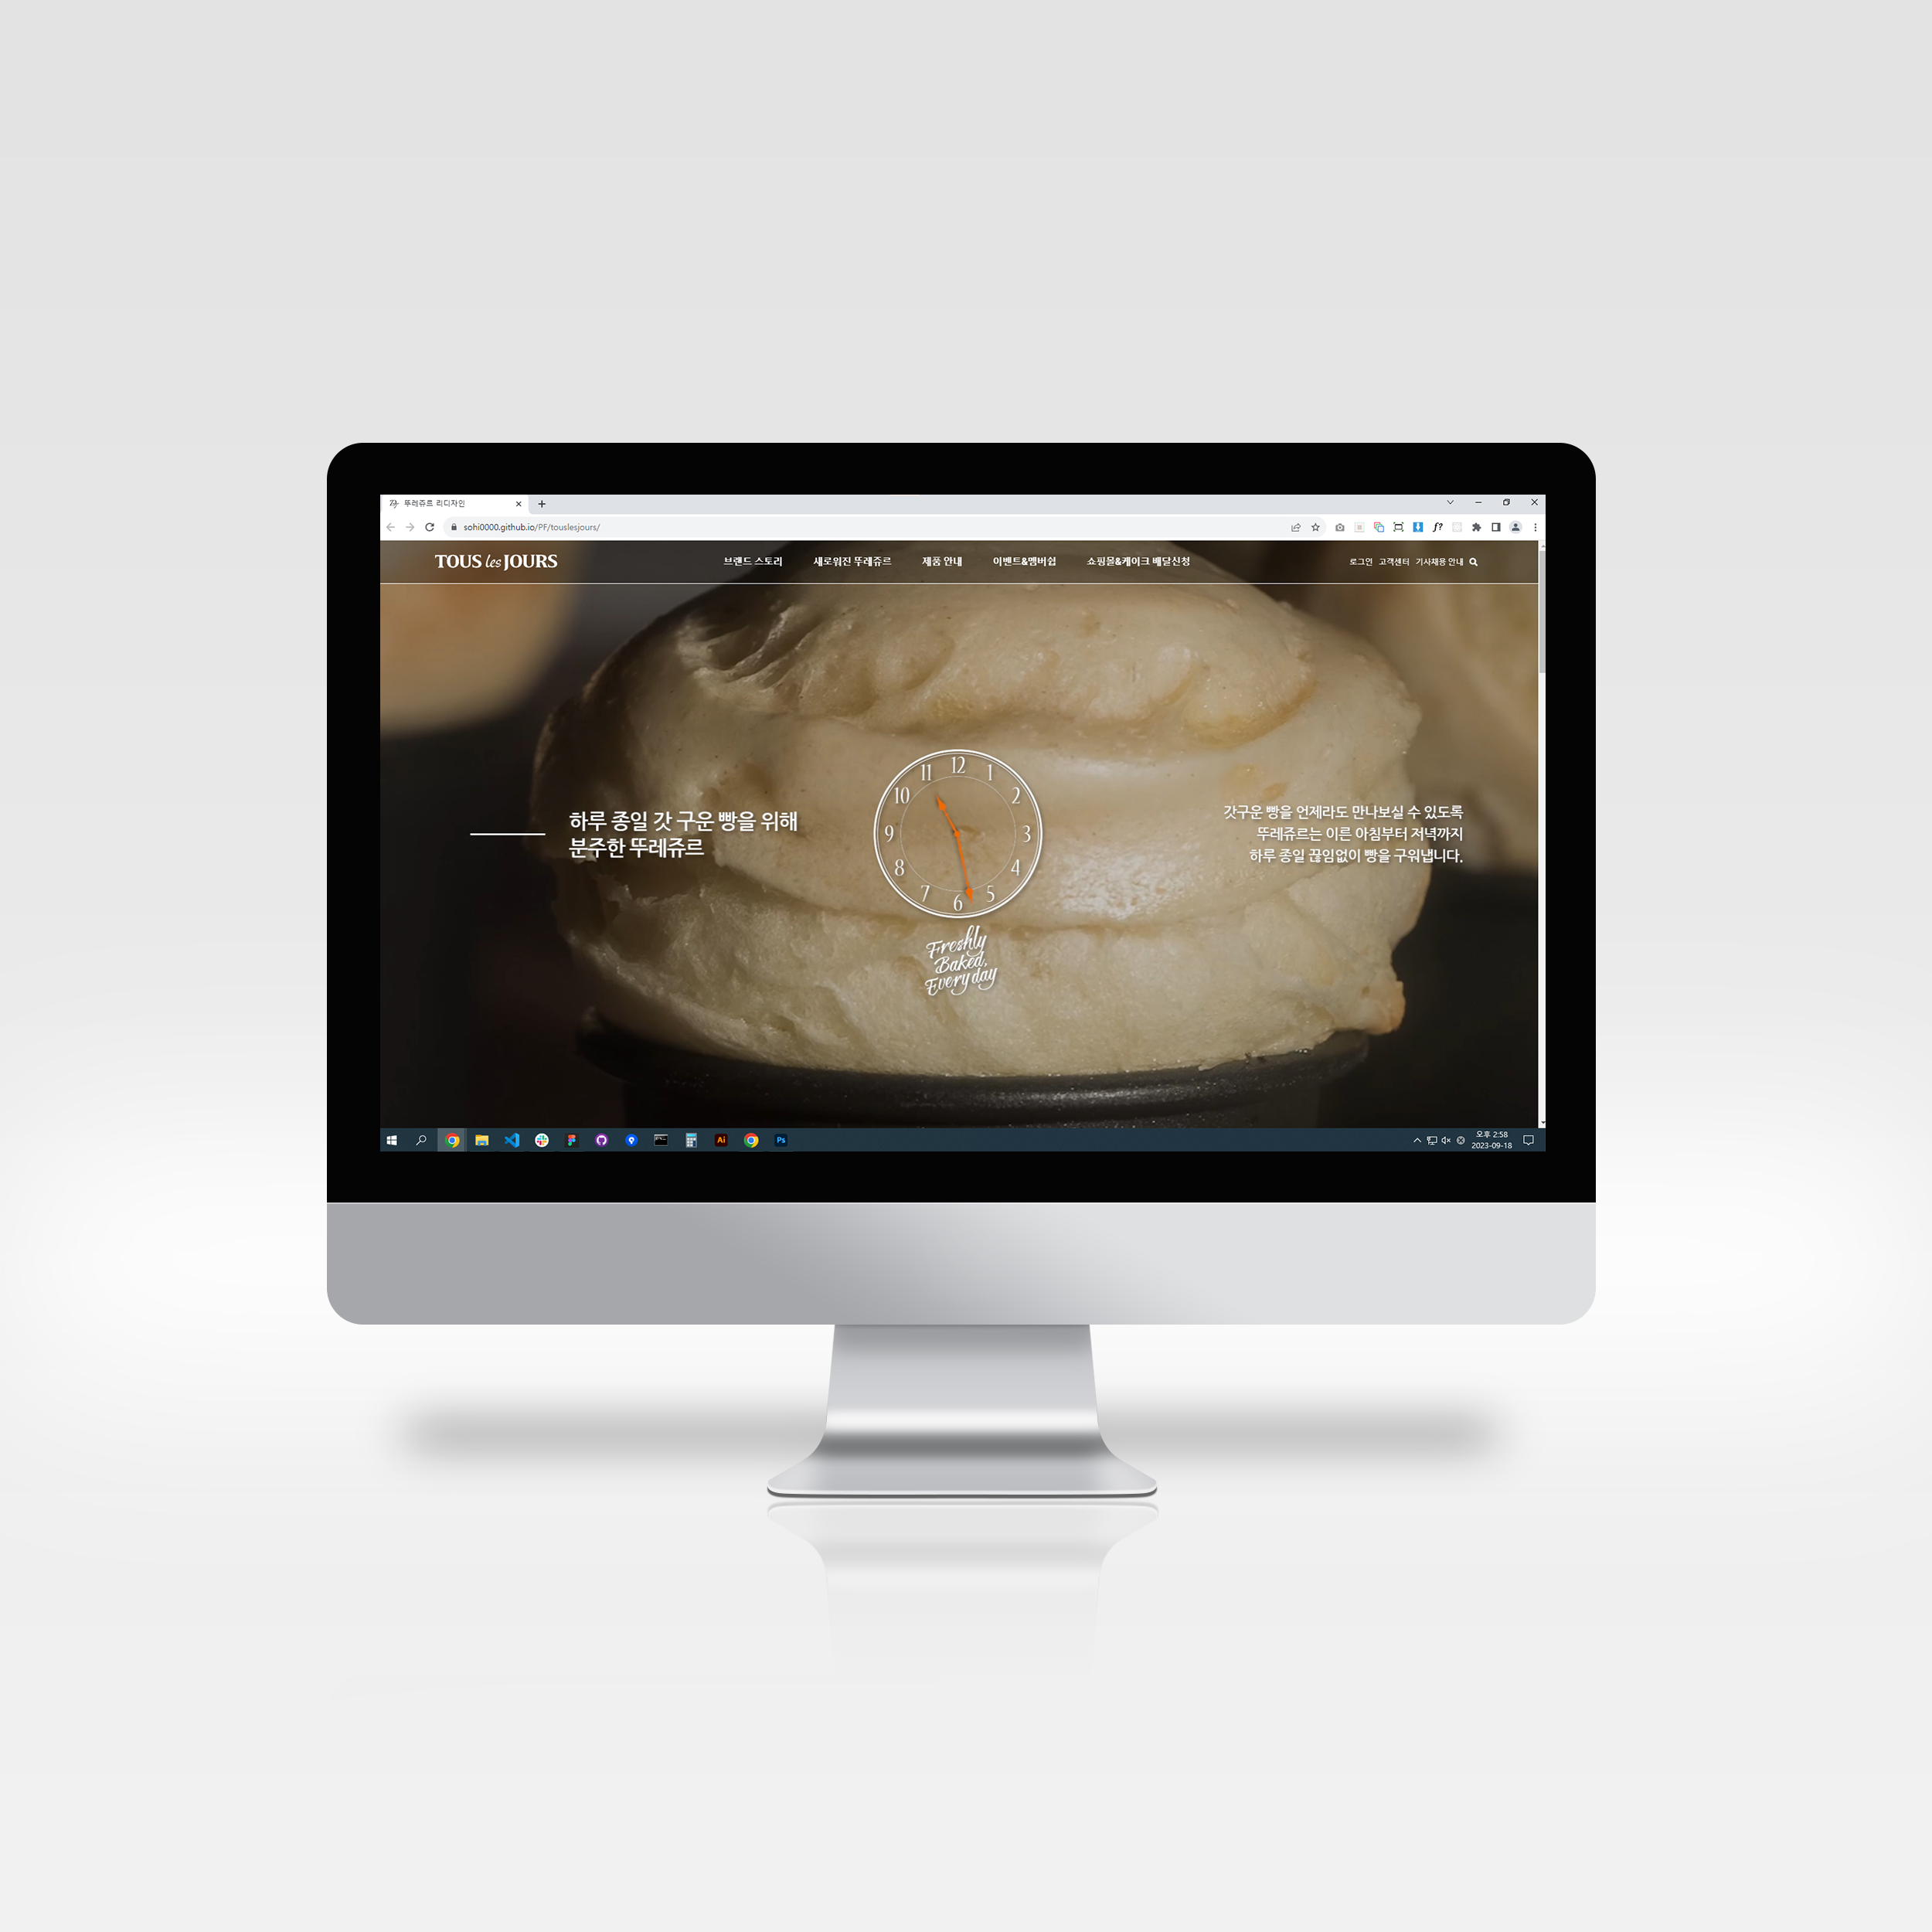 뚜레쥬르 리디자인
sohi0000.github.io/PF/touslesjours/
f?
TOUS les JOURS
브랜드 스토리
새로워진 뚜레쥬르
제품 안내
이벤트&멤버쉽
쇼핑몰&케이크 배달신청
로그인 고객센터 기사채용 안내
하루 종일 갓 구운 빵을 위해
분주한 뚜레쥬르
12
1
2
3
4
5
6
7
8
9
10
11
Freshly
Baked,
Everyday
갓구운 빵을 언제라도 만나보실 수 있도록
뚜레쥬르는 이른 아침부터 저녁까지
하루 종일 끊임없이 빵을 구워냅니다.
Ai
Ps
오후 2:58
2023-09-18